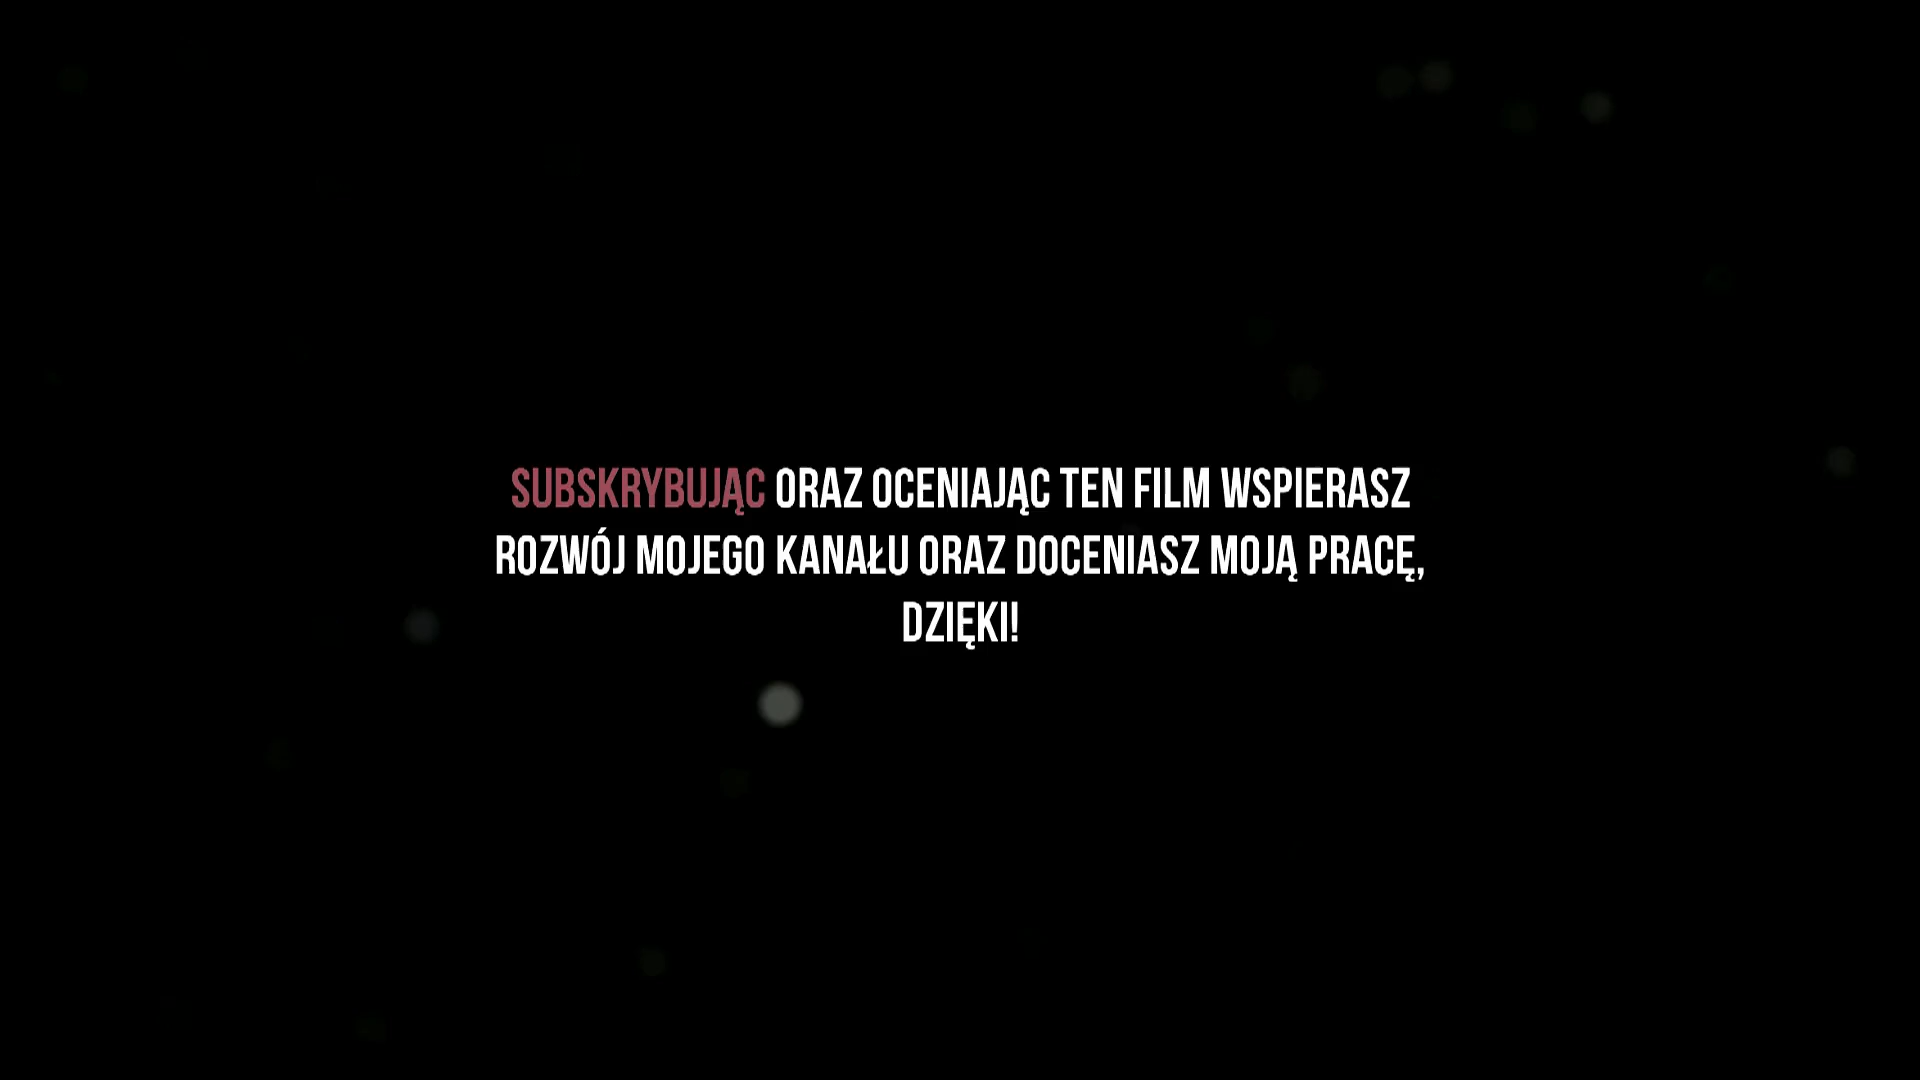 SUBSKRYBUJĄC ORAZ OCENIAJĄC TEN FILM WSPIERASZ
ROZWÓJ MOJEGO KANAŁU ORAZ DOCENIASZ MOJĄ PRACĘ,
DZIĘKI!